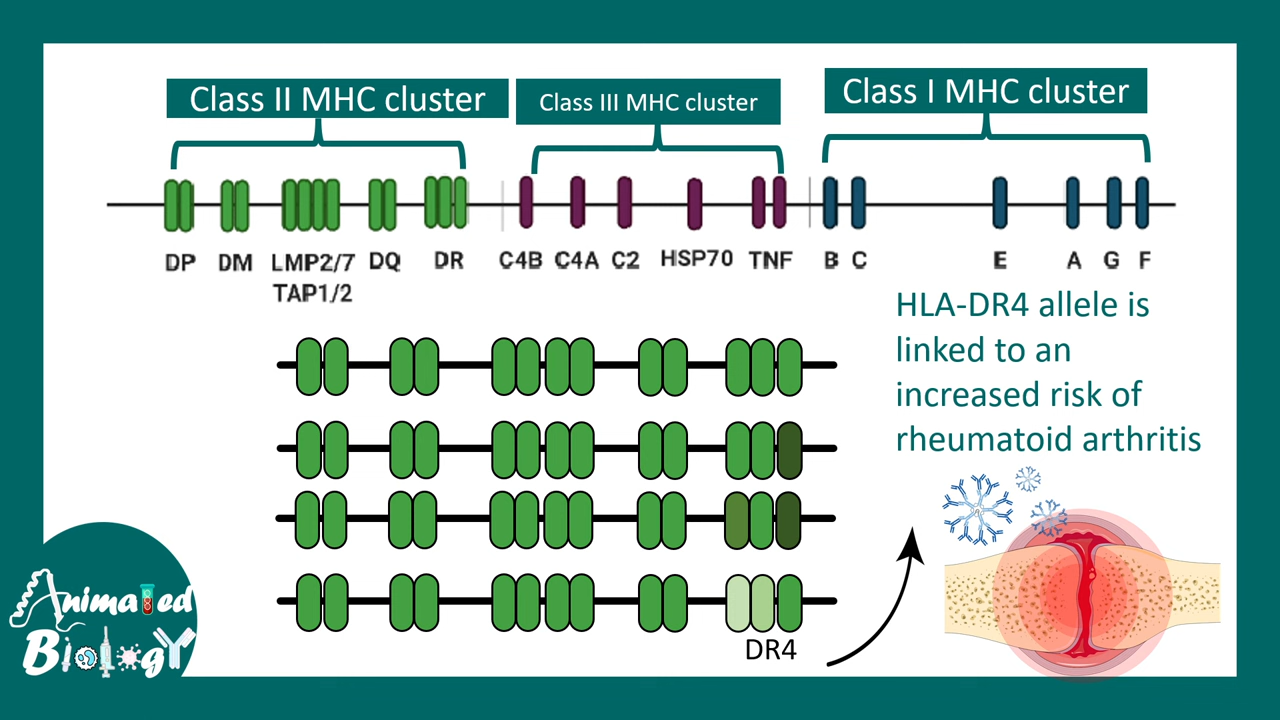 Class II MHC cluster
Class III MHC cluster
Class I MHC cluster
DP DM LMP2/7 DQ DR C4B C4A C2 HSP70 TNF B C E A G F
TAP1/2
HLA-DR4 allele is
linked to an
increased risk of
rheumatoid arthritis
DR4
Animated
Biology